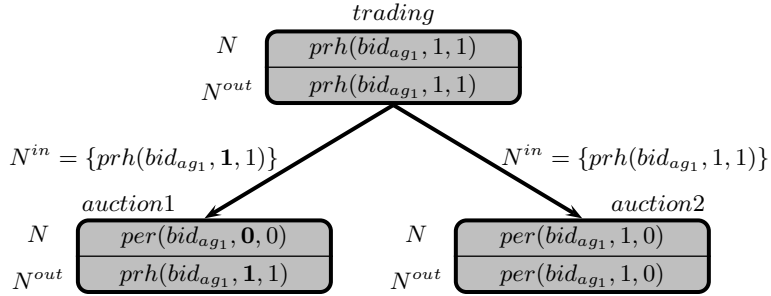 trading
N prh(bid_{ag_1}, 1, 1)
N^{out} prh(bid_{ag_1}, 1, 1)
N^{in} = {prh(bid_{ag_1}, 1, 1)} N^{in} = {prh(bid_{ag_1}, 1, 1)}
auction1 auction2
N per(bid_{ag_1}, 0, 0) N per(bid_{ag_1}, 1, 0)
N^{out} prh(bid_{ag_1}, 1, 1) N^{out} per(bid_{ag_1}, 1, 0)